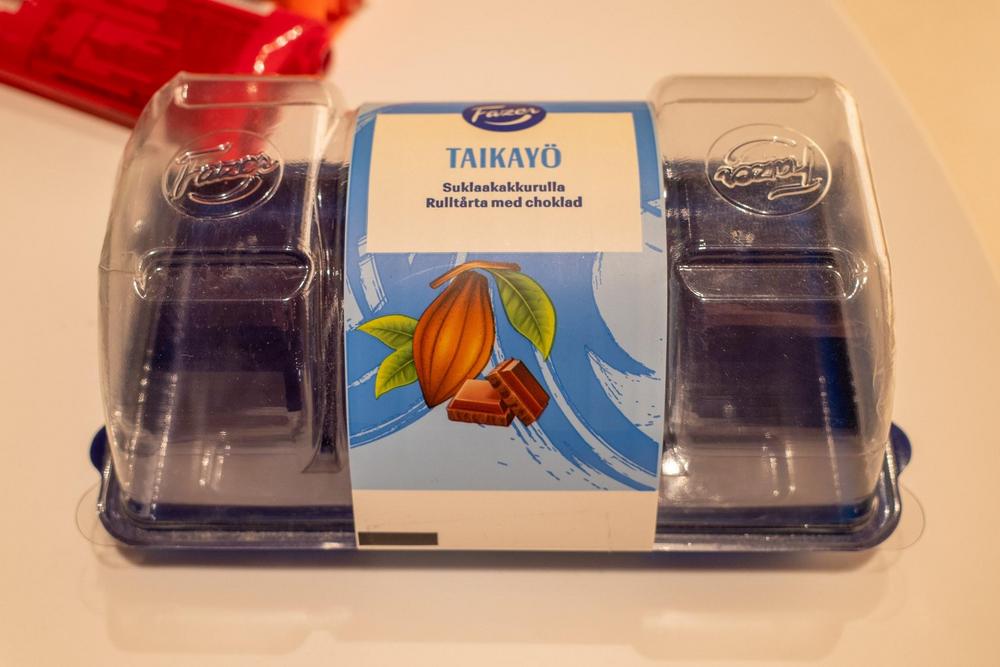 Fazer
TAIKAYÖ
Suklaakakkurulla
Rulltårta med choklad
Fazer
Fazer